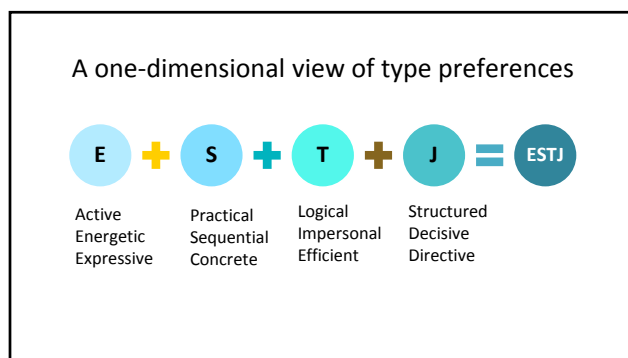 A one-dimensional view of type preferences
E + S + T + J = ESTJ
Active
Energetic
Expressive
Practical
Sequential
Concrete
Logical
Impersonal
Efficient
Structured
Decisive
Directive